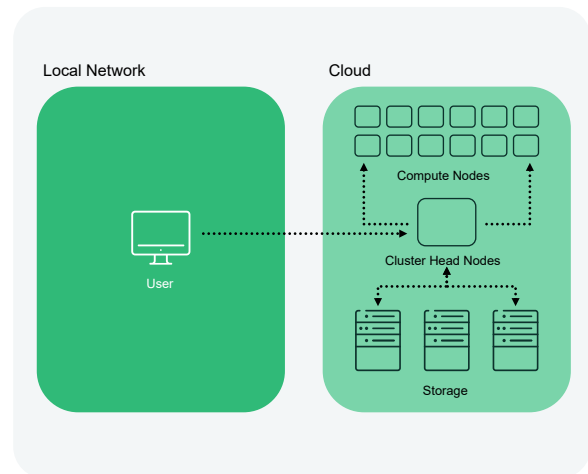 Local Network
Cloud
Compute Nodes
Cluster Head Nodes
User
Storage